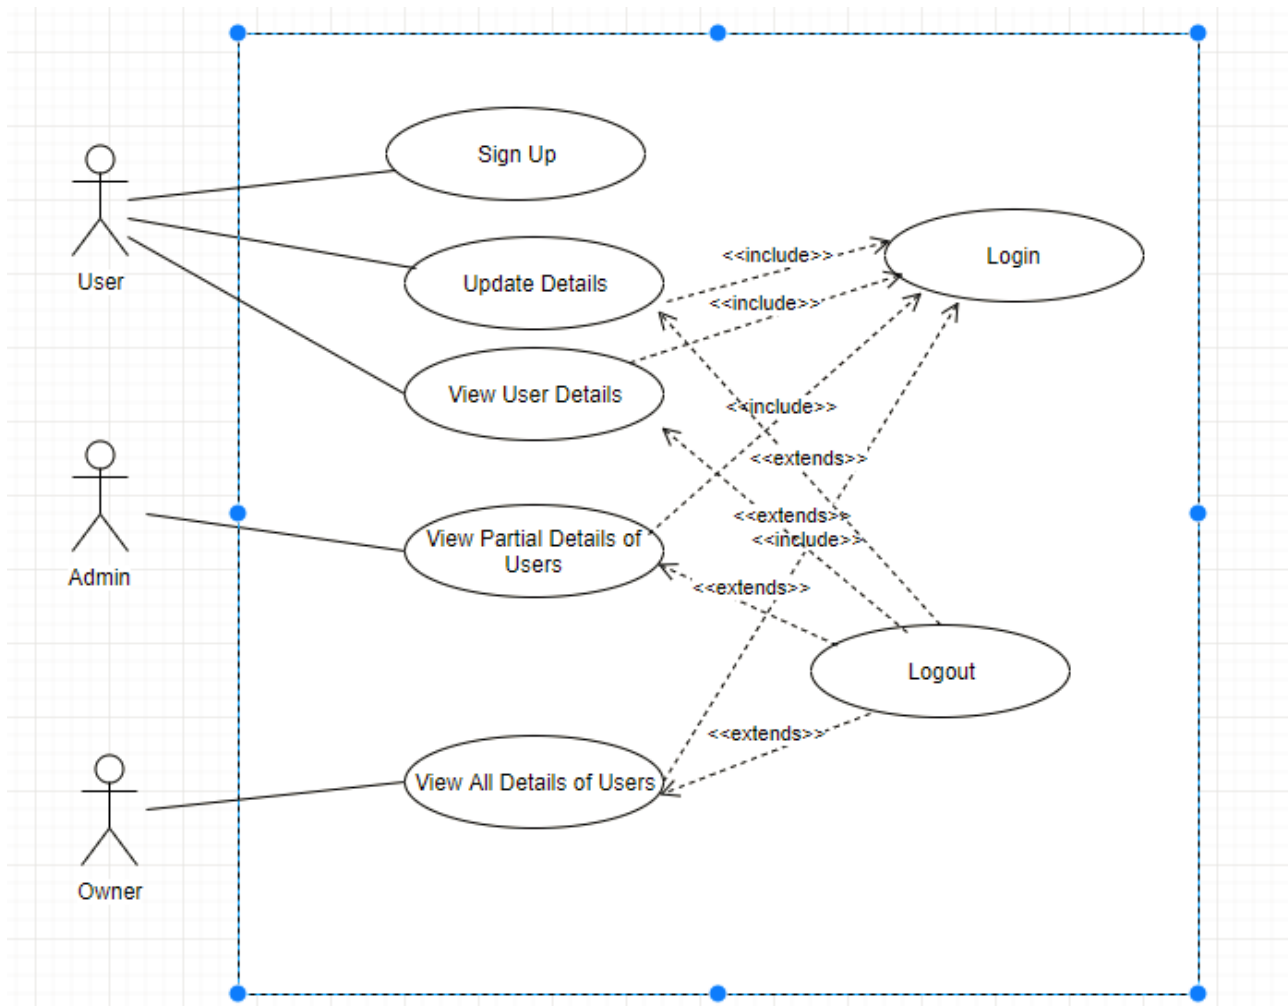 Sign Up
User
Update Details
<<include>>
Login
<<include>>
View User Details
<<include>>
<<extends>>
Admin
View Partial Details of
Users
<<extends>>
<<include>>
<<extends>>
Logout
<<extends>>
View All Details of Users
Owner